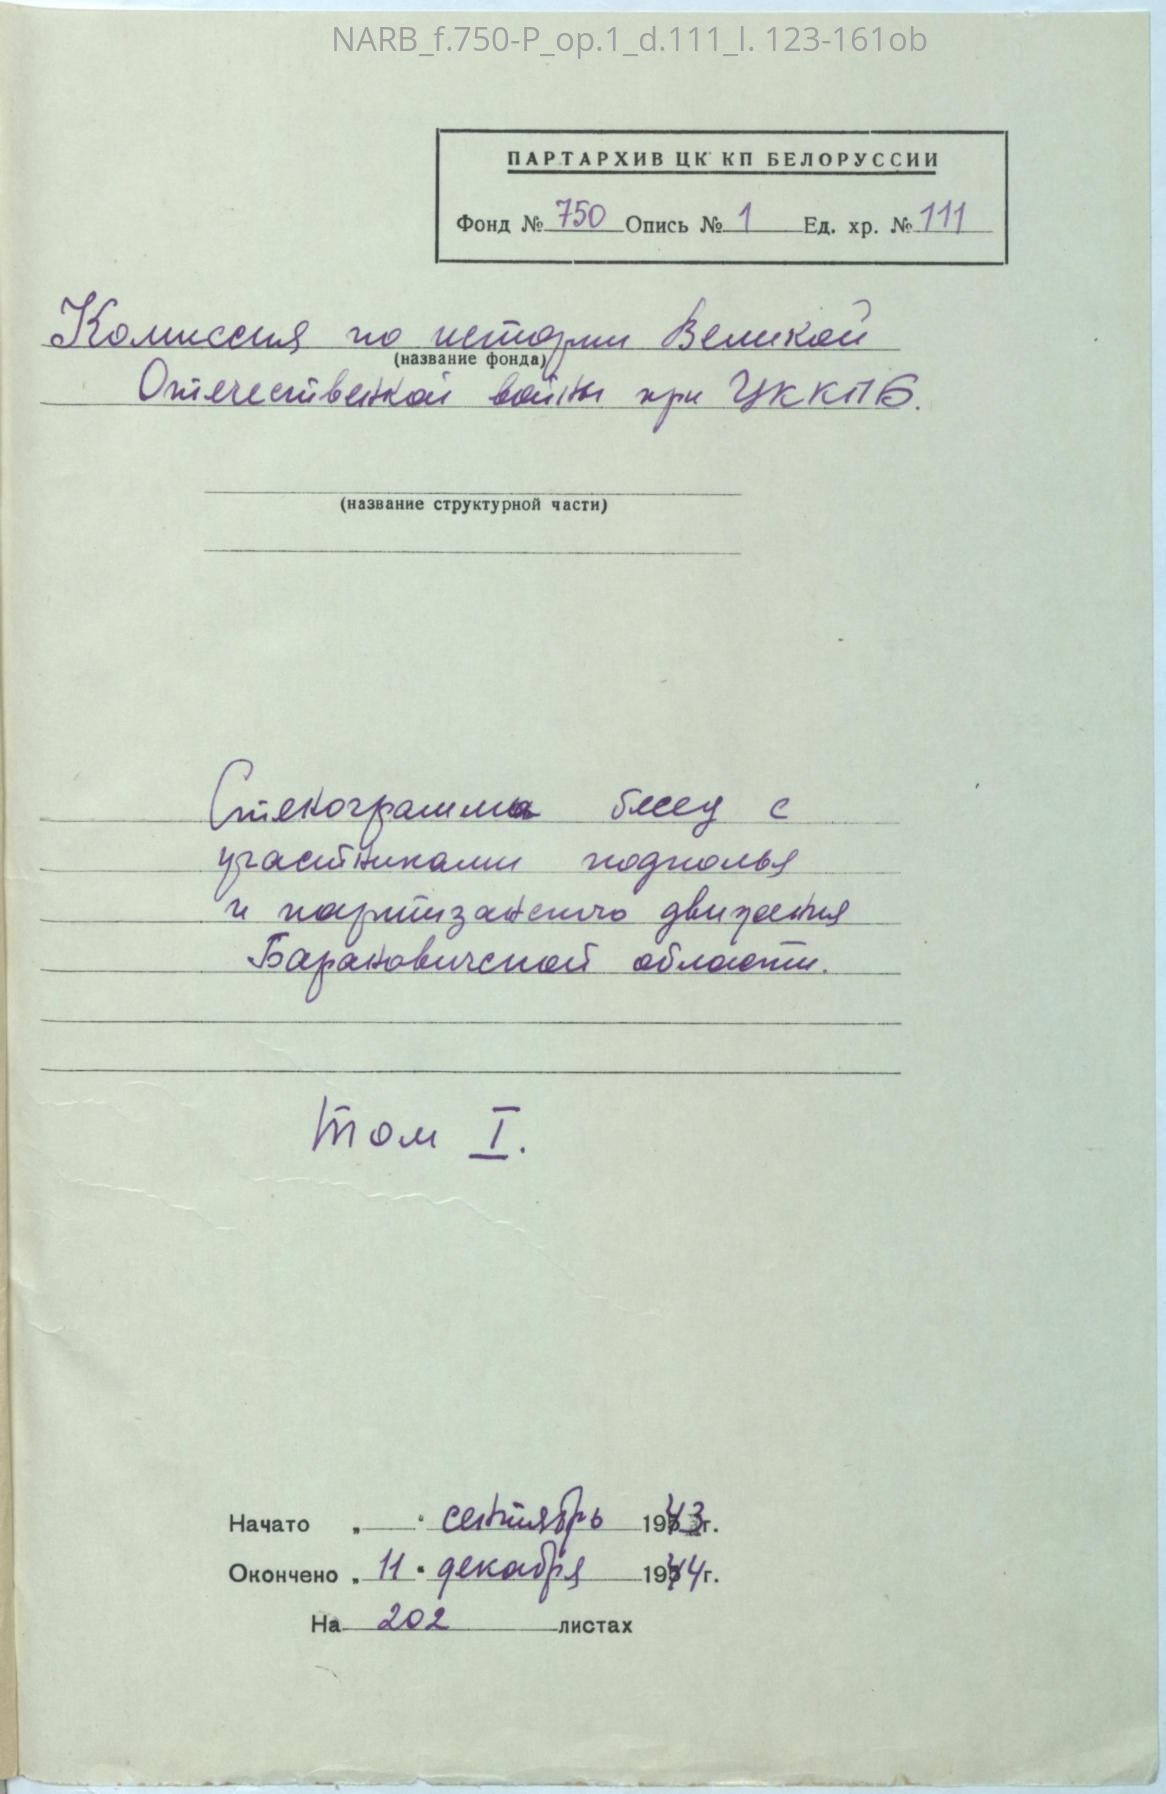 NARB_f.750-P_op.1_d.111_l. 123-161ob
ПАРТАРХИВ ЦК КП БЕЛОРУССИИ
Фонд № 750 Опись № 1 Ед. хр. № 111
Комиссия по истории Великой
(название фонда)
Отечественной войны при ЦККПБ.
(название структурной части)
Стенограмма бесед с
участниками подполья
и партизанского движения
Барановичской области.
Том I.
Начато " " сентябрь 1943 г.
Окончено " 11 " декабря 1944 г.
На 202 листах